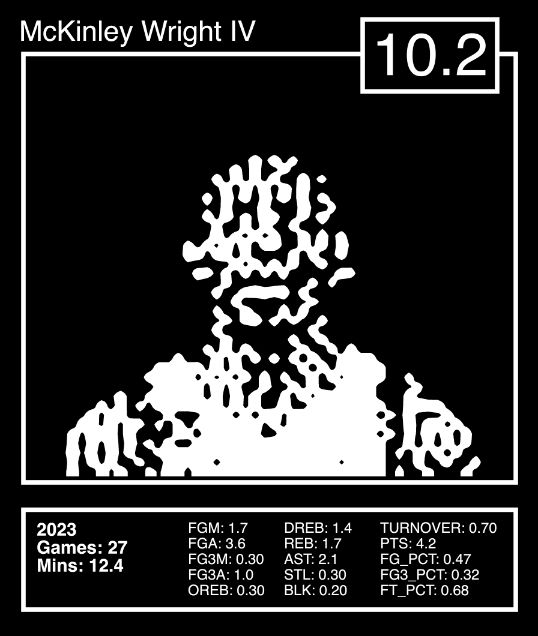 McKinley Wright IV
10.2
2023
Games: 27
Mins: 12.4
FGM: 1.7
FGA: 3.6
FG3M: 0.30
FG3A: 1.0
OREB: 0.30
DREB: 1.4
REB: 1.7
AST: 2.1
STL: 0.30
BLK: 0.20
TURNOVER: 0.70
PTS: 4.2
FG_PCT: 0.47
FG3_PCT: 0.32
FT_PCT: 0.68